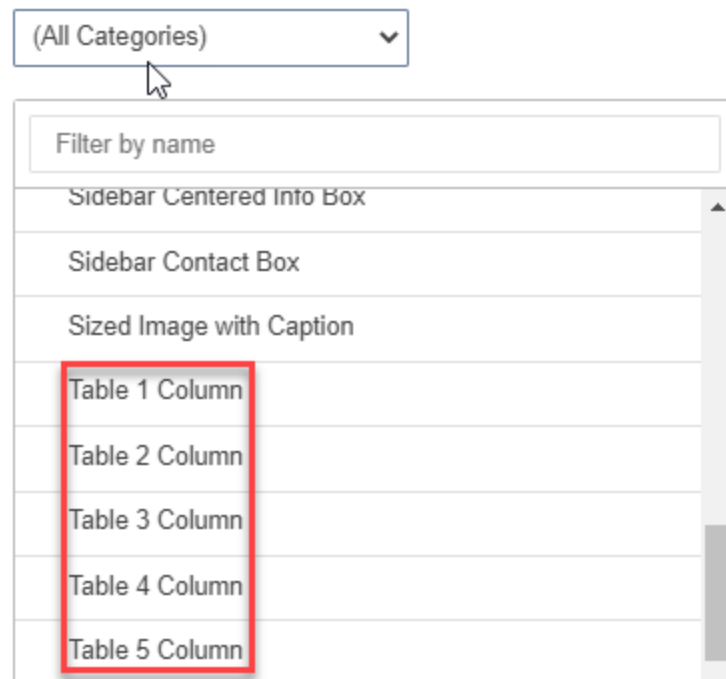 (All Categories)
Filter by name
Sidebar Centered Info Box
Sidebar Contact Box
Sized Image with Caption
Table 1 Column
Table 2 Column
Table 3 Column
Table 4 Column
Table 5 Column